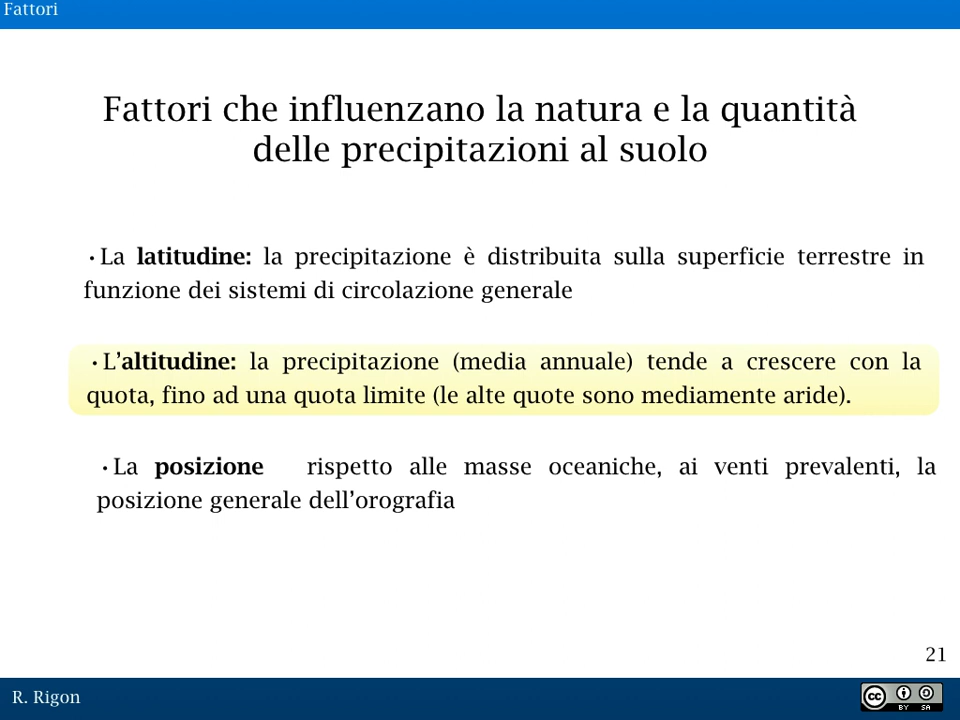 Fattori
Fattori che influenzano la natura e la quantità
delle precipitazioni al suolo
•La latitudine: la precipitazione è distribuita sulla superficie terrestre in
funzione dei sistemi di circolazione generale
•L’altitudine: la precipitazione (media annuale) tende a crescere con la
quota, fino ad una quota limite (le alte quote sono mediamente aride).
•La posizione rispetto alle masse oceaniche, ai venti prevalenti, la
posizione generale dell’orografia
21
R. Rigon
cc
BY SA